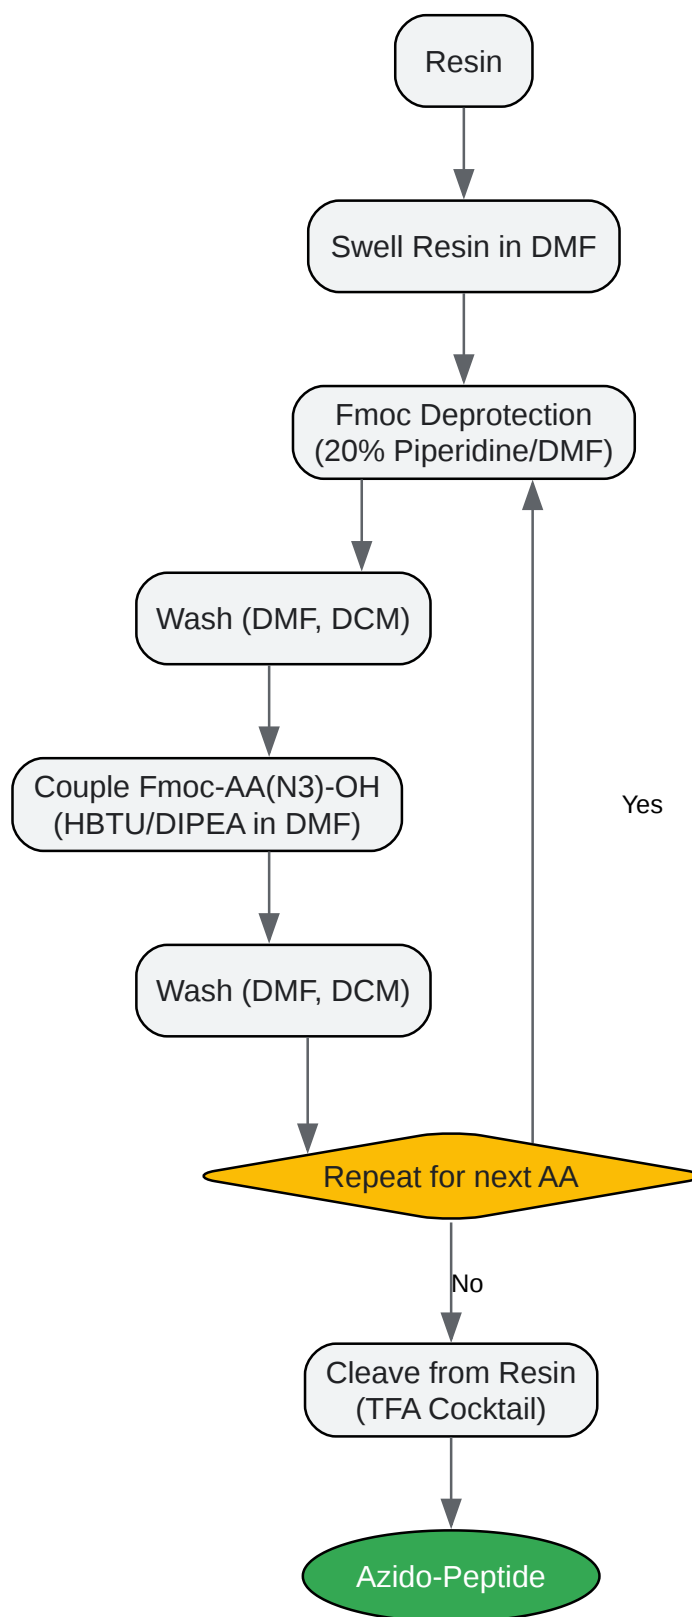 Resin
Swell Resin in DMF
Fmoc Deprotection
(20% Piperidine/DMF)
Wash (DMF, DCM)
Couple Fmoc-AA(N3)-OH
(HBTU/DIPEA in DMF)
Yes
Wash (DMF, DCM)
Repeat for next AA
No
Cleave from Resin
(TFA Cocktail)
Azido-Peptide